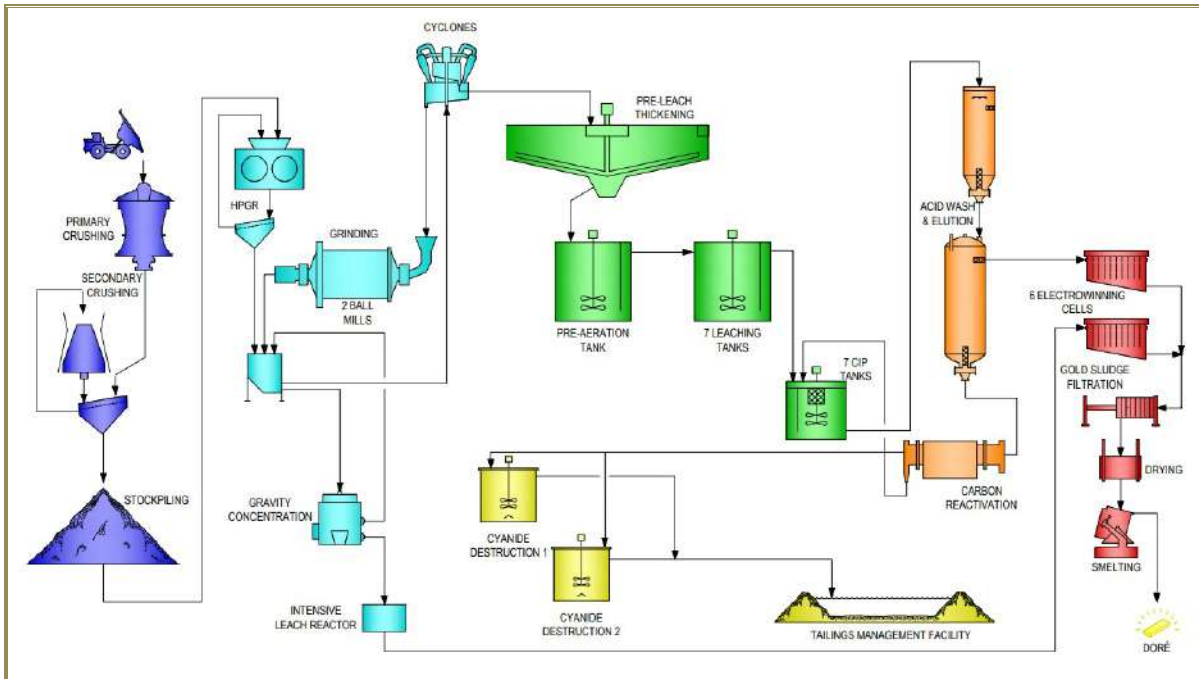 CYCLONES
PRE-LEACH
THICKENING
HPGR
PRIMARY
CRUSHING
SECONDARY
CRUSHING
GRINDING
2 BALL
MILLS
STOCKPILING
GRAVITY
CONCENTRATION
INTENSIVE
LEACH REACTOR
PRE-AERATION
TANK
7 LEACHING
TANKS
7 CIP
TANKS
ACID WASH
& ELUTION
CARBON
REACTIVATION
CYANIDE
DESTRUCTION 1
CYANIDE
DESTRUCTION 2
TAILINGS MANAGEMENT FACILITY
6 ELECTROWINNING
CELLS
GOLD SLUDGE
FILTRATION
DRYING
SMELTING
DORÉ